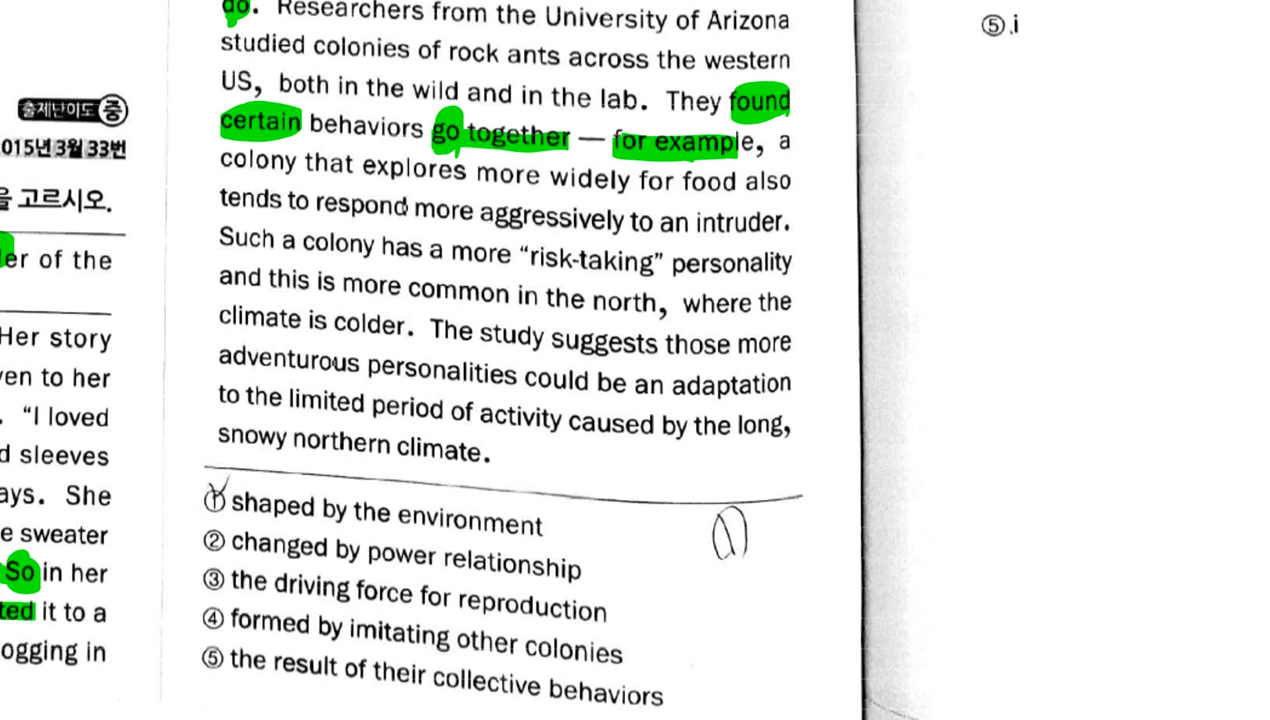 출제난이도 중
015년 3월 33번
을 고르시오.
er of the
Her story
ven to her
. "I loved
d sleeves
ays. She
e sweater
So in her
ted it to a
ogging in
do. Researchers from the University of Arizona
studied colonies of rock ants across the western
US, both in the wild and in the lab. They found
certain behaviors go together — for example, a
colony that explores more widely for food also
tends to respond more aggressively to an intruder.
Such a colony has a more "risk-taking" personality
and this is more common in the north, where the
climate is colder. The study suggests those more
adventurous personalities could be an adaptation
to the limited period of activity caused by the long,
snowy northern climate.
① shaped by the environment
② changed by power relationship
③ the driving force for reproduction
④ formed by imitating other colonies
⑤ the result of their collective behaviors
⑤.i